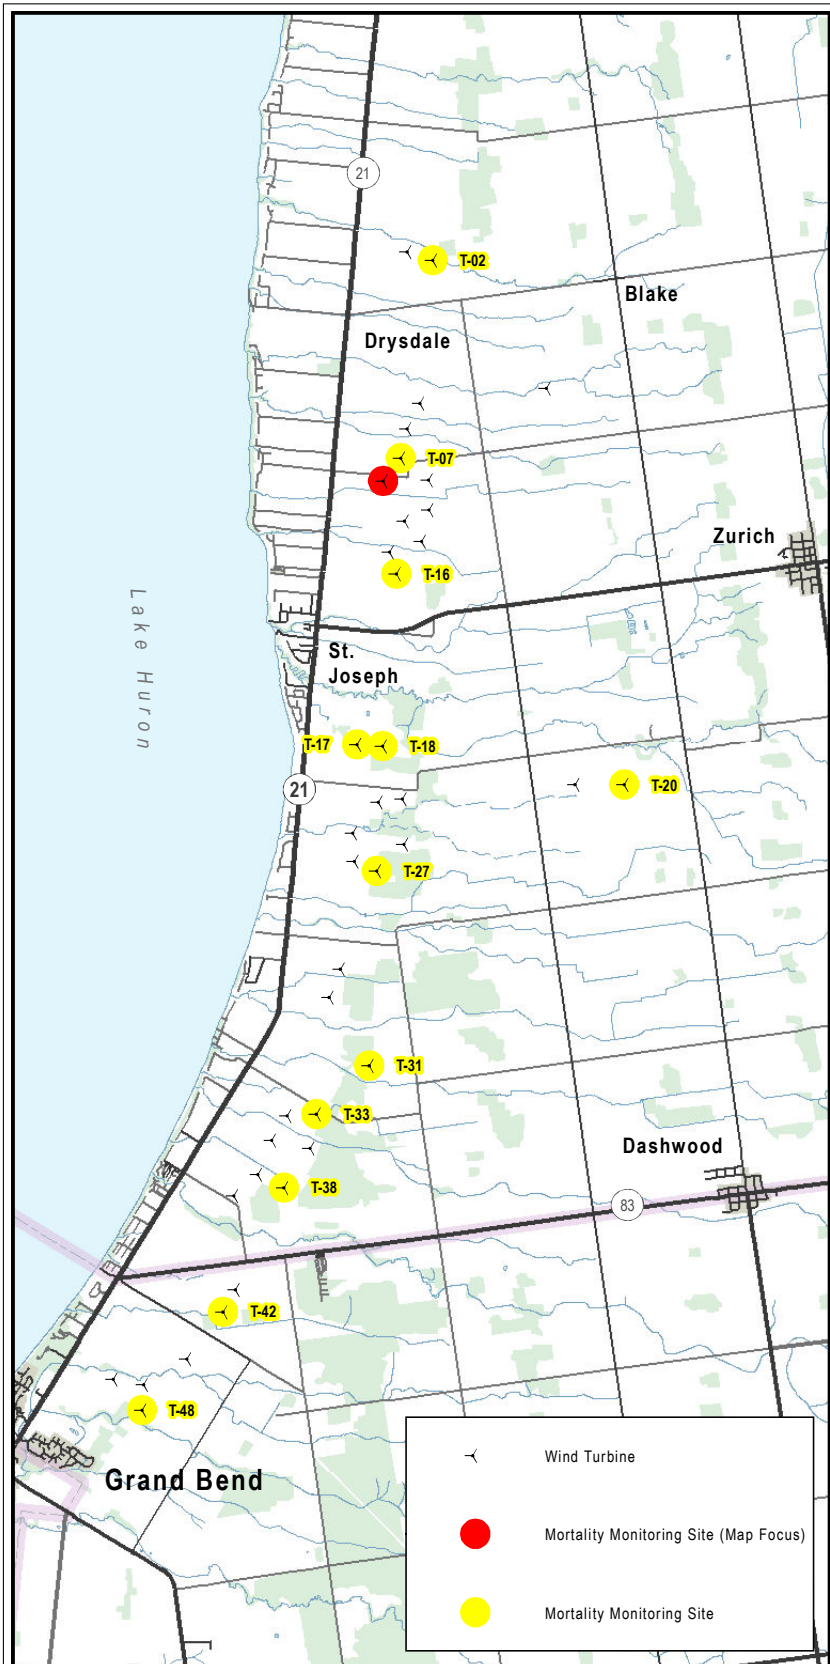 21
T-02
Blake
Drysdale
T-07
Zurich
T-16
Lake Huron
St.
Joseph
T-17
T-18
T-20
21
T-27
T-31
T-33
Dashwood
T-38
83
T-42
T-48
Grand Bend
Wind Turbine
Mortality Monitoring Site (Map Focus)
Mortality Monitoring Site